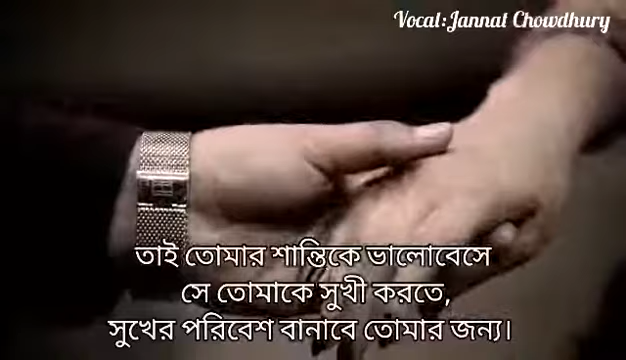 Vocal:Jannat Chowdhury
তাই তোমার শান্তিকে ভালোবেসে
সে তোমাকে সুখী করতে,
সুখের পরিবেশ বানাবে তোমার জন্য।